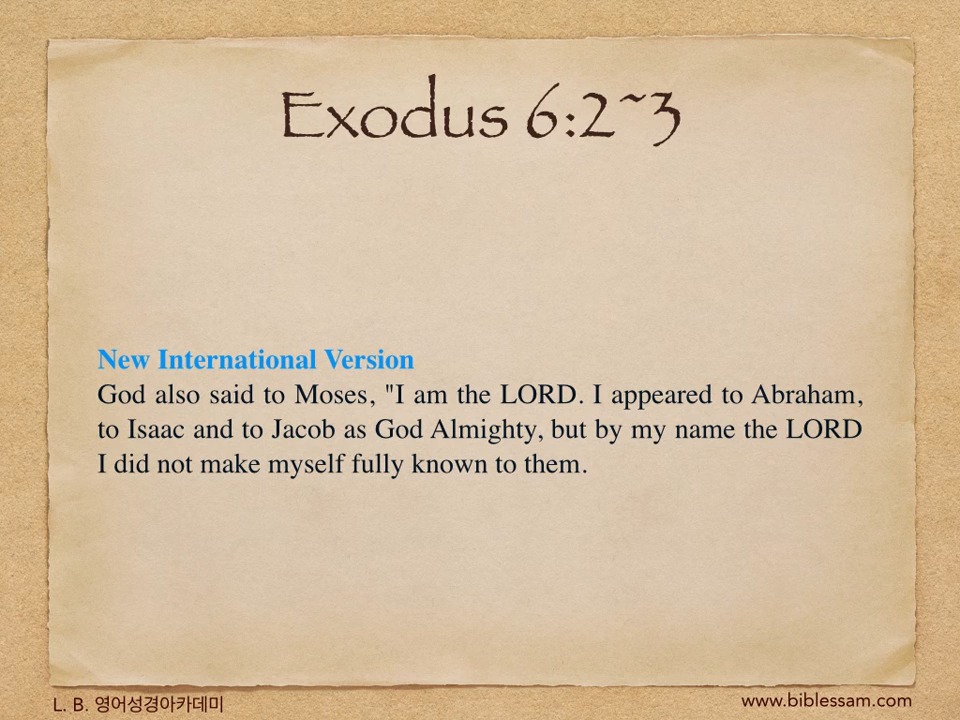 Exodus 6:2~3
New International Version
God also said to Moses, "I am the LORD. I appeared to Abraham,
to Isaac and to Jacob as God Almighty, but by my name the LORD
I did not make myself fully known to them.
L. B. 영어성경아카데미
www.biblessam.com